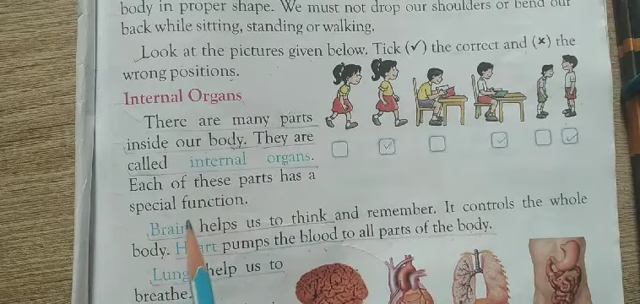 body in proper shape. We must not drop our shoulders or bend our
back while sitting, standing or walking.
Look at the pictures given below. Tick (✓) the correct and (×) the
wrong positions.
Internal Organs
There are many parts
inside our body. They are
called internal organs.
Each of these parts has a
special function.
Brain helps us to think and remember. It controls the whole
body. Heart pumps the blood to all parts of the body.
Lung help us to
breathe.